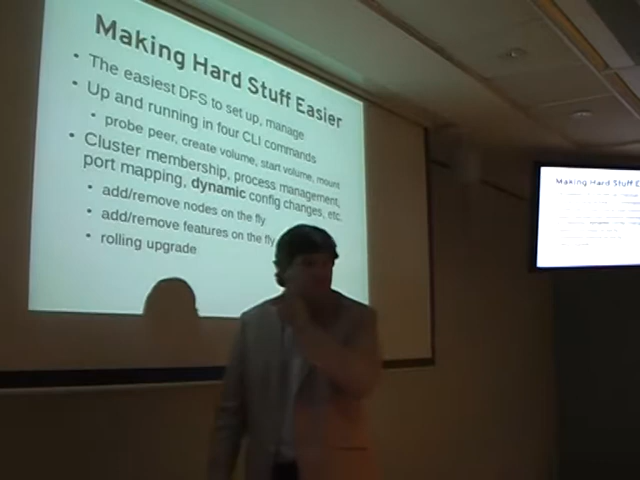 Making Hard Stuff Easier
• The easiest DFS to set up, manage
• Up and running in four CLI commands
• probe peer, create volume, start volume, mount
• Cluster membership, process management,
port mapping, dynamic config changes, etc.
• add/remove nodes on the fly
• add/remove features on the fly
• rolling upgrade
Making Hard Stuff E